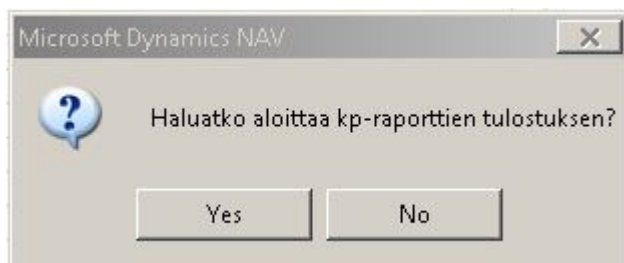 Microsoft Dynamics NAV
Haluatko aloittaa kp-raporttien tulostuksen?
Yes No